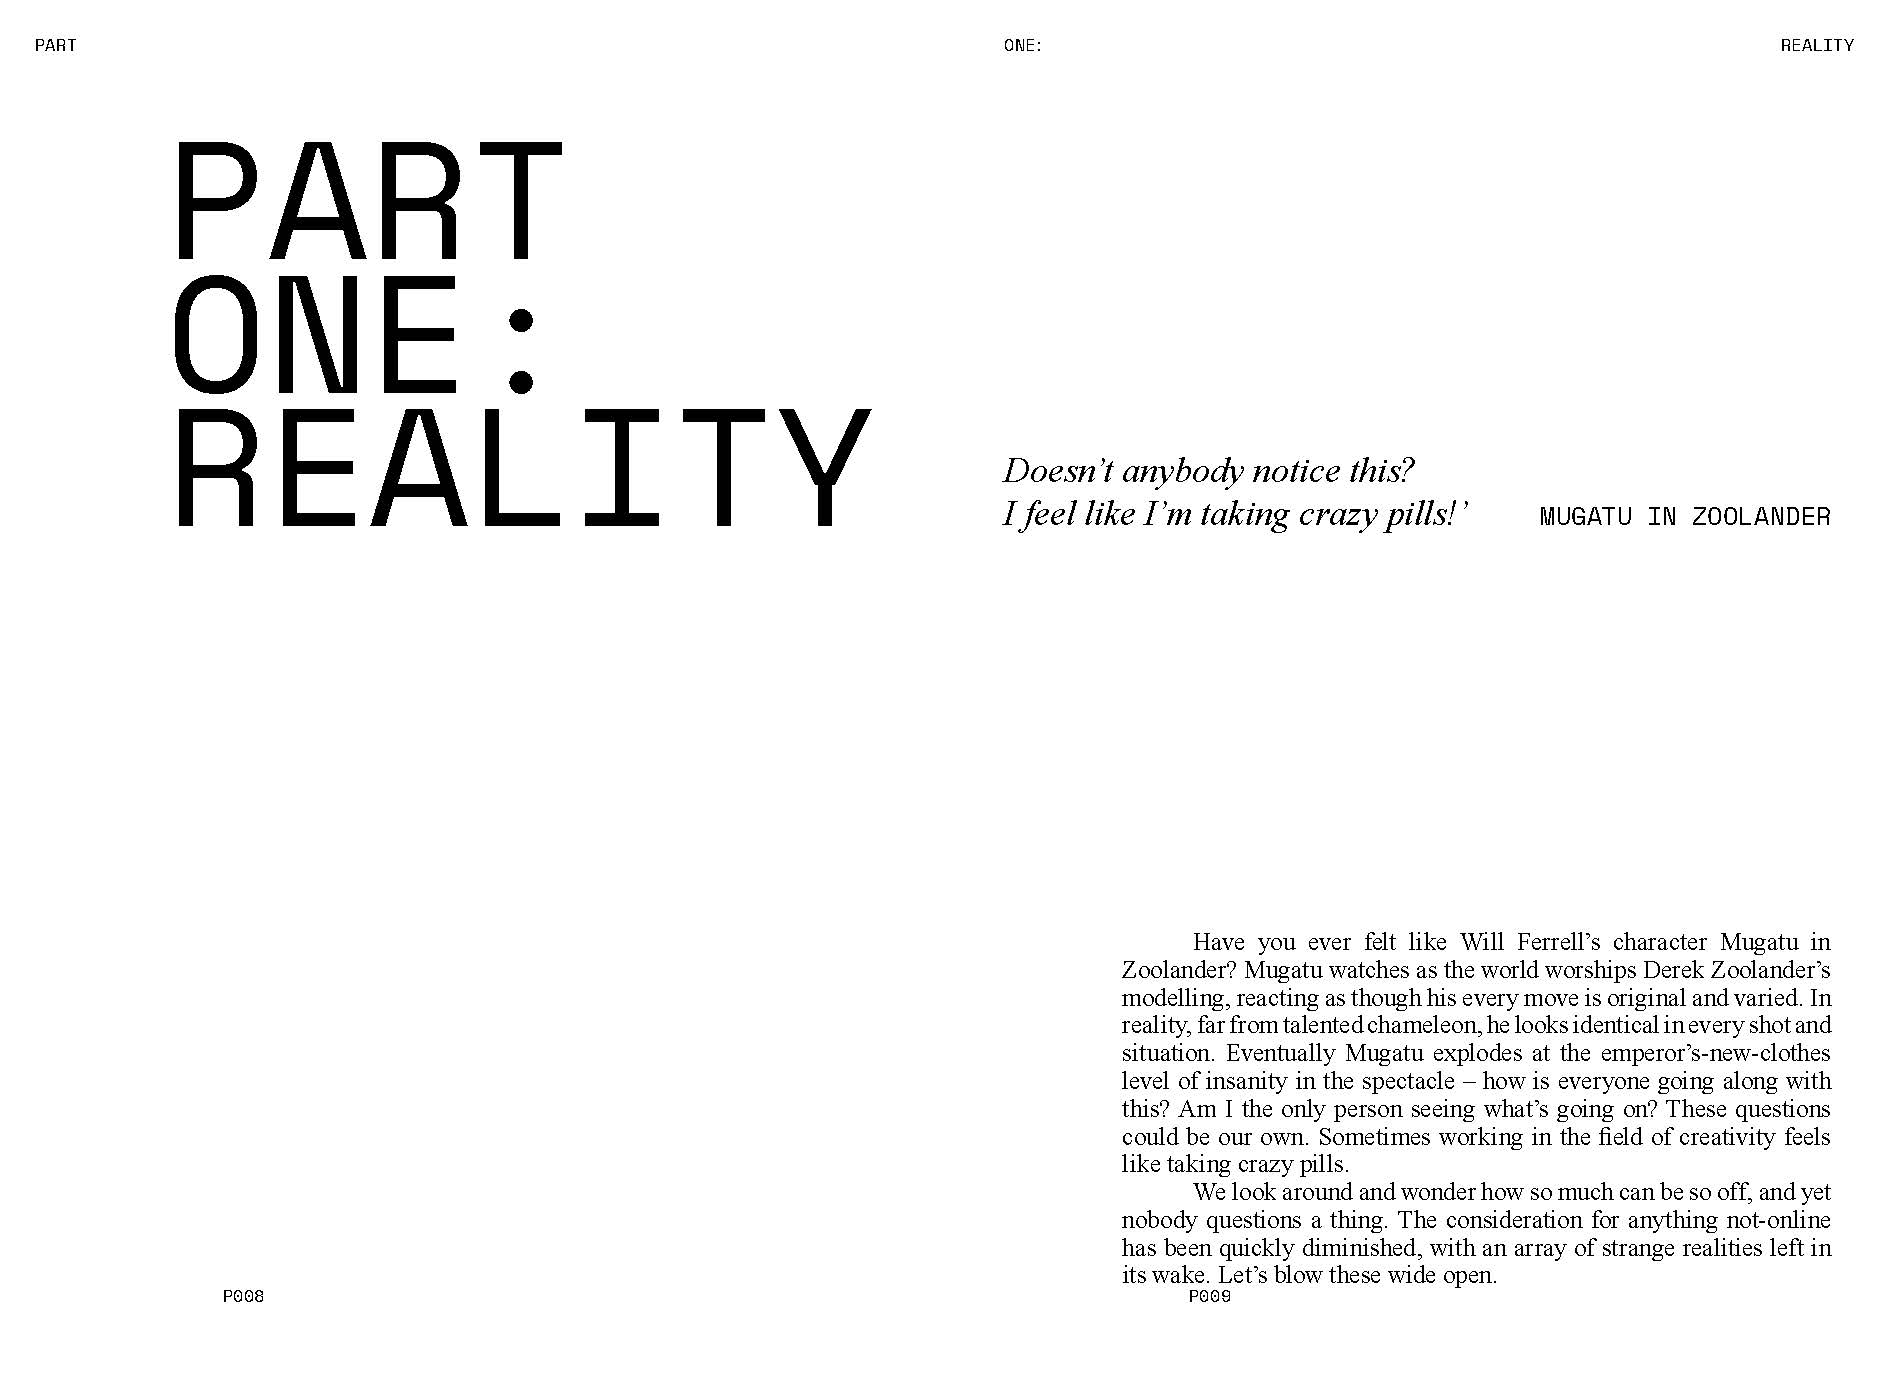 PART
ONE:
REALITY
PART
ONE:
REALITY
Doesn’t anybody notice this?
I feel like I’m taking crazy pills!’
MUGATU IN ZOOLANDER
Have you ever felt like Will Ferrell’s character Mugatu in
Zoolander? Mugatu watches as the world worships Derek Zoolander’s
modelling, reacting as though his every move is original and varied. In
reality, far from talented chameleon, he looks identical in every shot and
situation. Eventually Mugatu explodes at the emperor’s-new-clothes
level of insanity in the spectacle – how is everyone going along with
this? Am I the only person seeing what’s going on? These questions
could be our own. Sometimes working in the field of creativity feels
like taking crazy pills.
We look around and wonder how so much can be so off, and yet
nobody questions a thing. The consideration for anything not-online
has been quickly diminished, with an array of strange realities left in
its wake. Let’s blow these wide open.
P008
P009